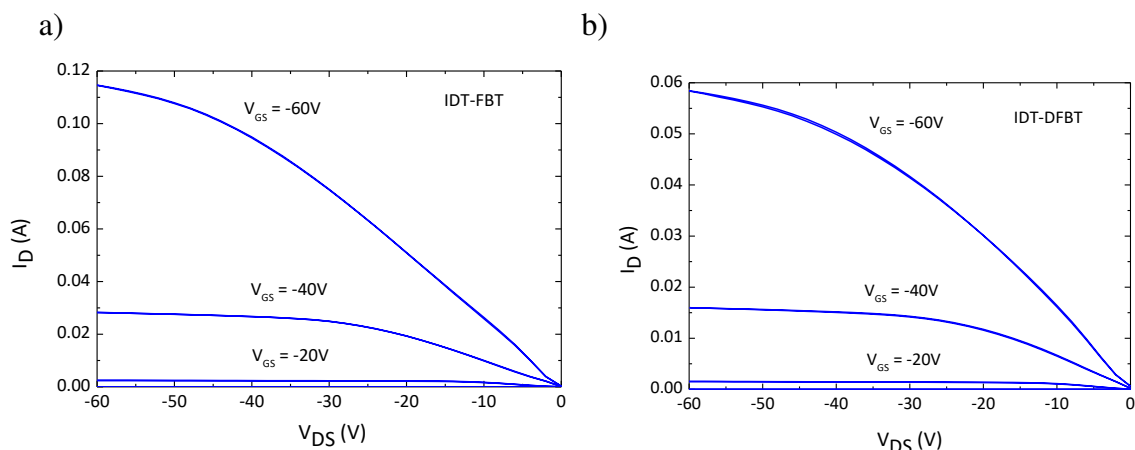 a)
b)
0.12
0.10
0.08
0.06
0.04
0.02
0.00
I_D (A)
V_GS = -60V
IDT-FBT
V_GS = -40V
V_GS = -20V
-60 -50 -40 -30 -20 -10 0
V_DS (V)
0.06
0.05
0.04
0.03
0.02
0.01
0.00
I_D (A)
V_GS = -60V
IDT-DFBT
V_GS = -40V
V_GS = -20V
-60 -50 -40 -30 -20 -10 0
V_DS (V)